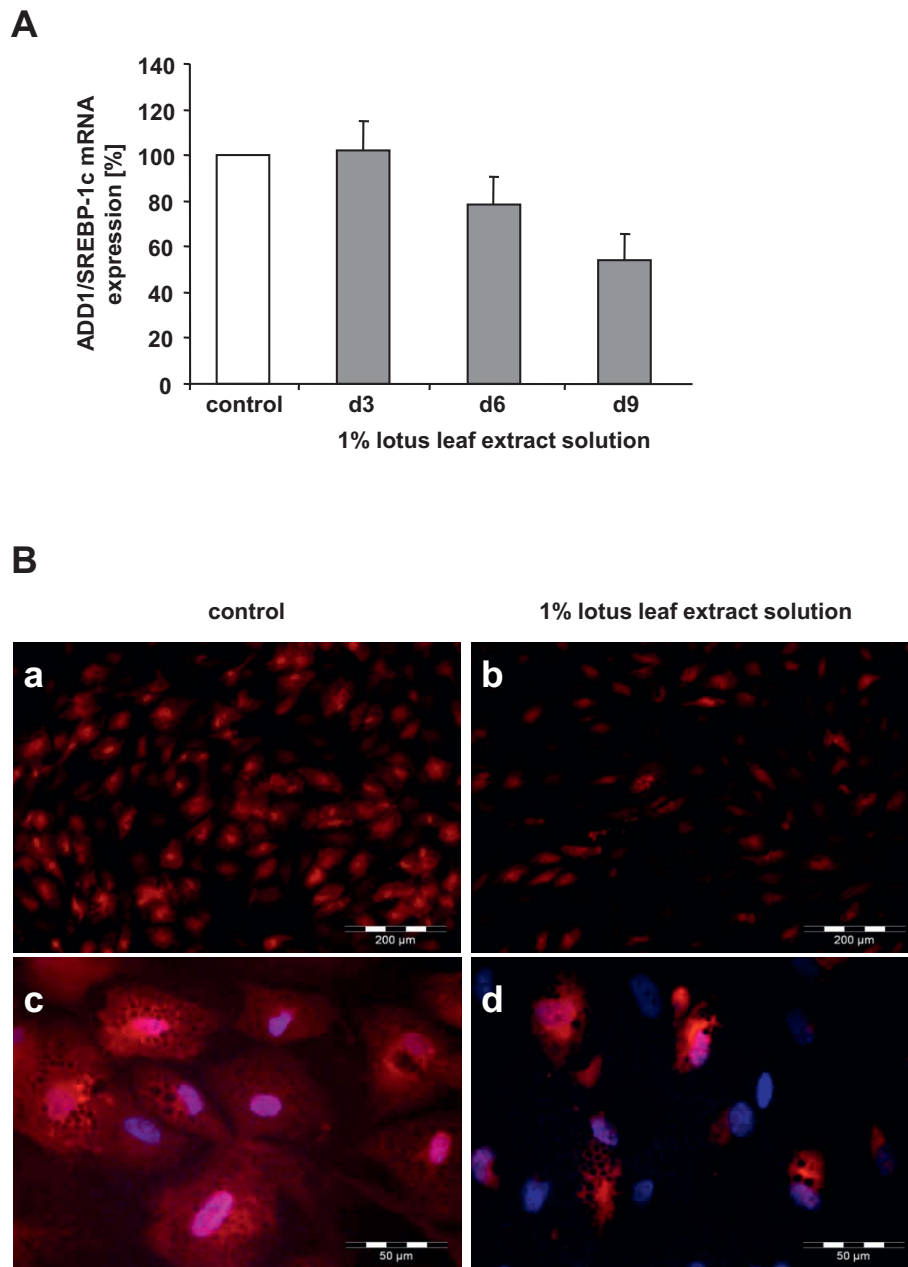 A
ADD1/SREBP-1c mRNA
expression [%]
140
120
100
80
60
40
20
0
control d3 d6 d9
1% lotus leaf extract solution
B
control 1% lotus leaf extract solution
a b
200 µm 200 µm
c d
50 µm 50 µm